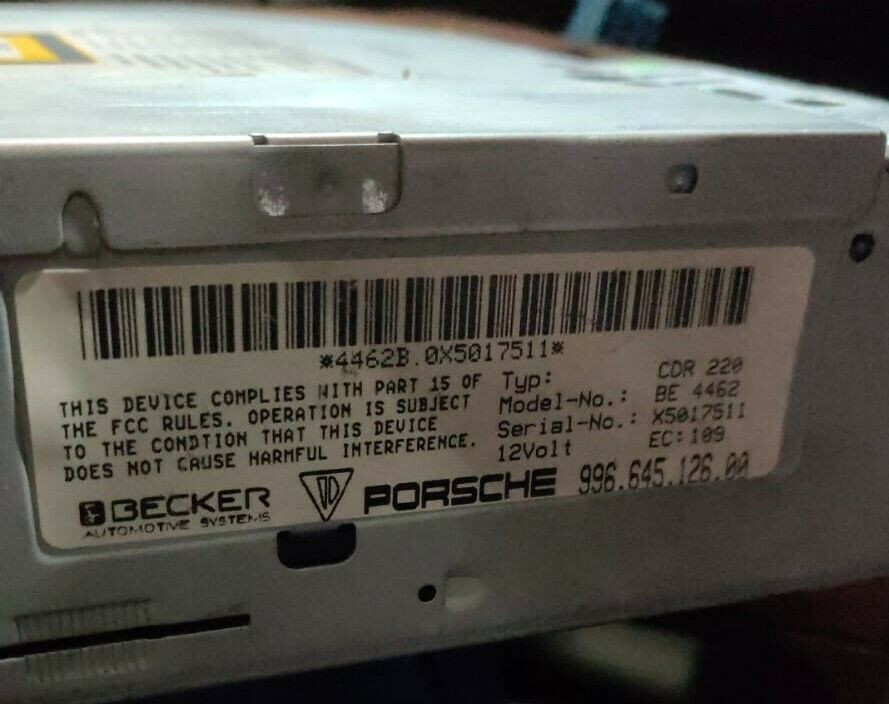 *4462B.0X5017511*
THIS DEVICE COMPLIES WITH PART 15 OF
THE FCC RULES. OPERATION IS SUBJECT
TO THE CONDTION THAT THIS DEVICE
DOES NOT CAUSE HARMFUL INTERFERENCE.
Typ: CDR 220
Model-No.: BE 4462
Serial-No.: X5017511
12Volt EC:109
BECKER
AUTOMOTIVE SYSTEMS
PORSCHE 996.645.126.00